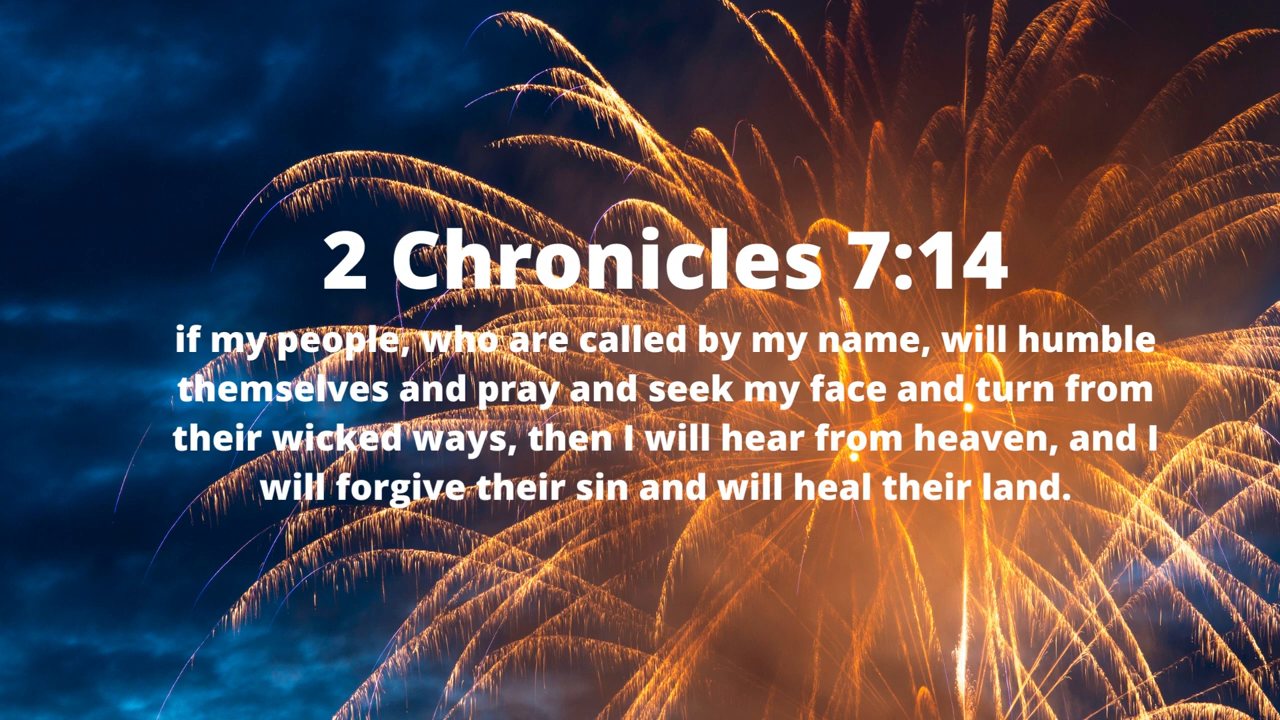 2 Chronicles 7:14
if my people, who are called by my name, will humble
themselves and pray and seek my face and turn from
their wicked ways, then I will hear from heaven, and I
will forgive their sin and will heal their land.